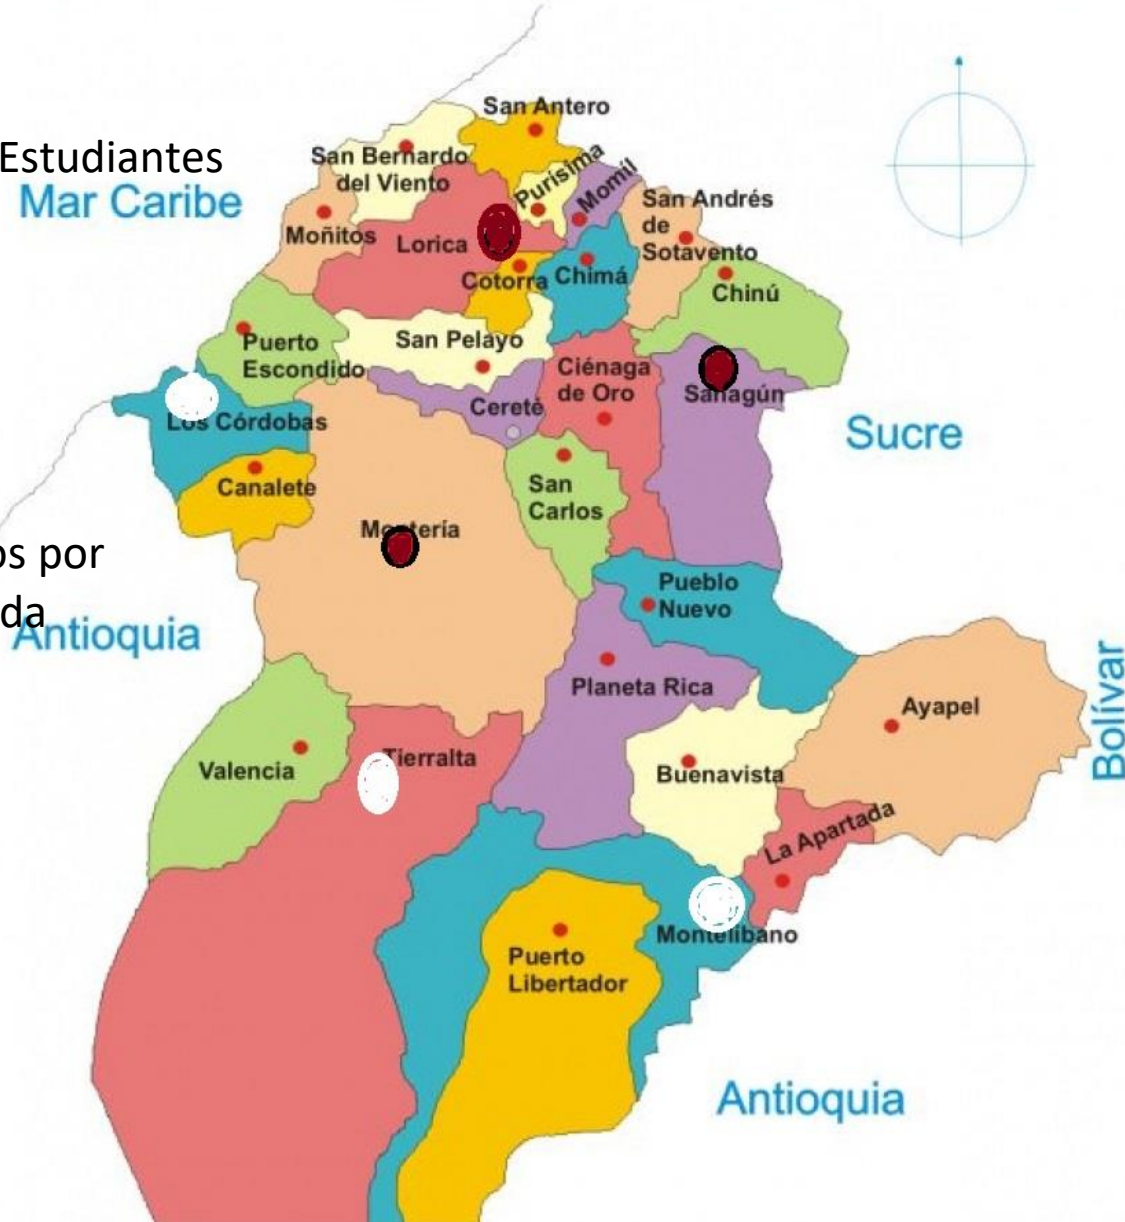 San Antero
Estudiantes
San Bernardo
del Viento
Purísima
Momíl
Mar Caribe
San Andrés
de
Sotavento
Moñitos
Lorica
Cotorra
Chimá
Chinú
Puerto
Escondido
San Pelayo
Ciénaga
de Oro
Sahagún
Cereté
Los Córdobas
Sucre
Canalete
San
Carlos
Montería
os por
da
Antioquia
Pueblo
Nuevo
Planeta Rica
Ayapel
Bolívar
Valencia
Tierralta
Buenavista
La Apartada
Montelibano
Puerto
Libertador
Antioquia